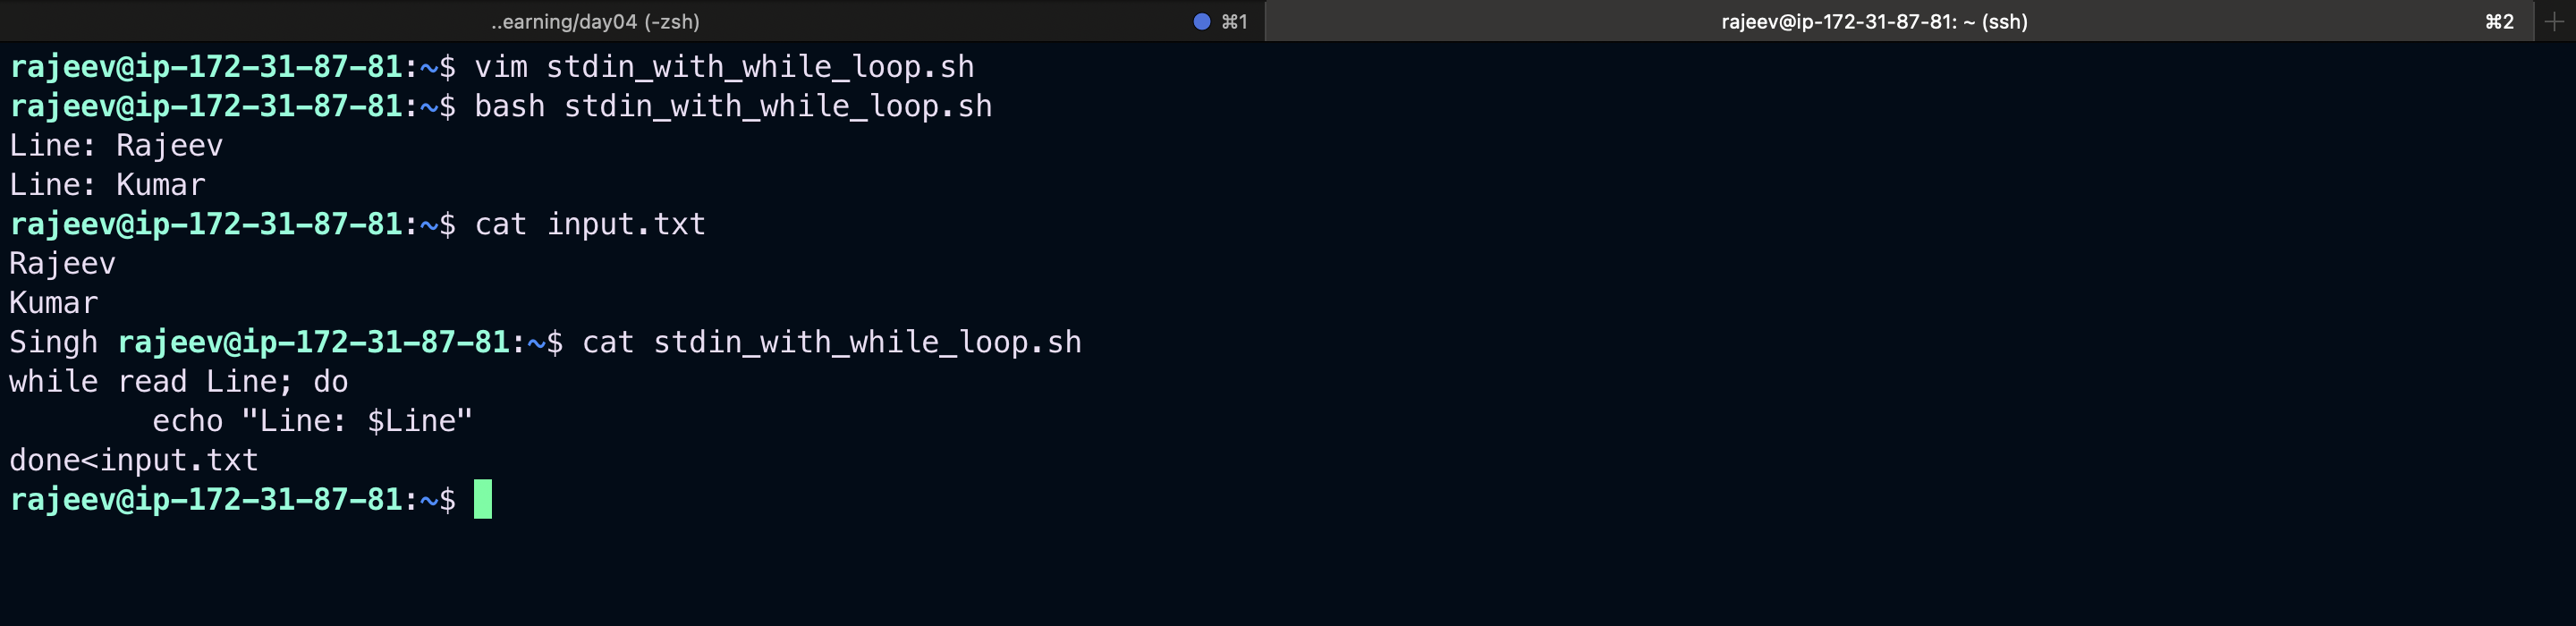 ..earning/day04 (-zsh) ⌘1 rajeev@ip-172-31-87-81: ~ (ssh) ⌘2
rajeev@ip-172-31-87-81:~$ vim stdin_with_while_loop.sh
rajeev@ip-172-31-87-81:~$ bash stdin_with_while_loop.sh
Line: Rajeev
Line: Kumar
rajeev@ip-172-31-87-81:~$ cat input.txt
Rajeev
Kumar
Singh rajeev@ip-172-31-87-81:~$ cat stdin_with_while_loop.sh
while read Line; do
        echo "Line: $Line"
done<input.txt
rajeev@ip-172-31-87-81:~$